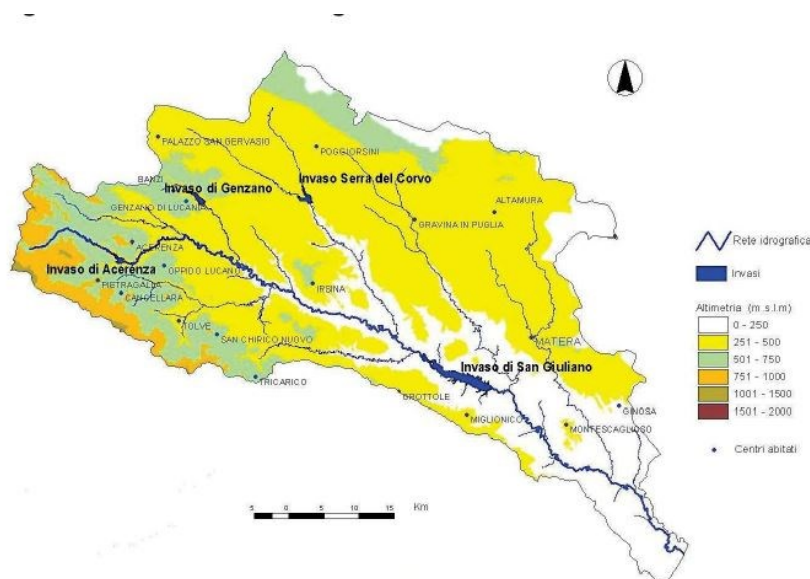 PALAZZO SAN GERVASIO
POGGIORSINI
BANZI
Invaso di Genzano
Invaso Serra del Corvo
GENZANO DI LUCANIA
ALTAMURA
GRAVINA IN PUGLIA
ACERENZA
Invaso di Acerenza
OPPIDO LUCANO
PIETRAGALLA
CANCELLARA
IRSINA
TOLVE
SAN CHIRICO NUOVO
MATERA
Invaso di San Giuliano
TRICARICO
GROTTOLE
MIGLIONICO
GINOSA
MONTESCAGLIOSO
Rete idrografica
Invasi
Altimetria (m s.l.m)
0 - 250
251 - 500
501 - 750
751 - 1000
1001 - 1500
1501 - 2000
Centri abitati
5 0 5 10 15 Km